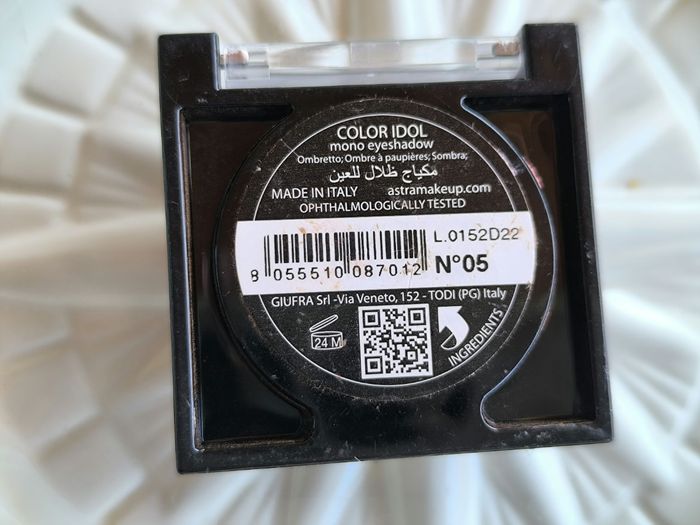 COLOR IDOL
mono eyeshadow
Ombretto; Ombre à paupières; Sombra;
مكياج ظلال للعين
MADE IN ITALY astramakeup.com
OPHTHALMOLOGICALLY TESTED
L.0152D22
8 055510 087012 N°05
GIUFRA Srl -Via Veneto, 152 - TODI (PG) Italy
24 M
INGREDIENTS